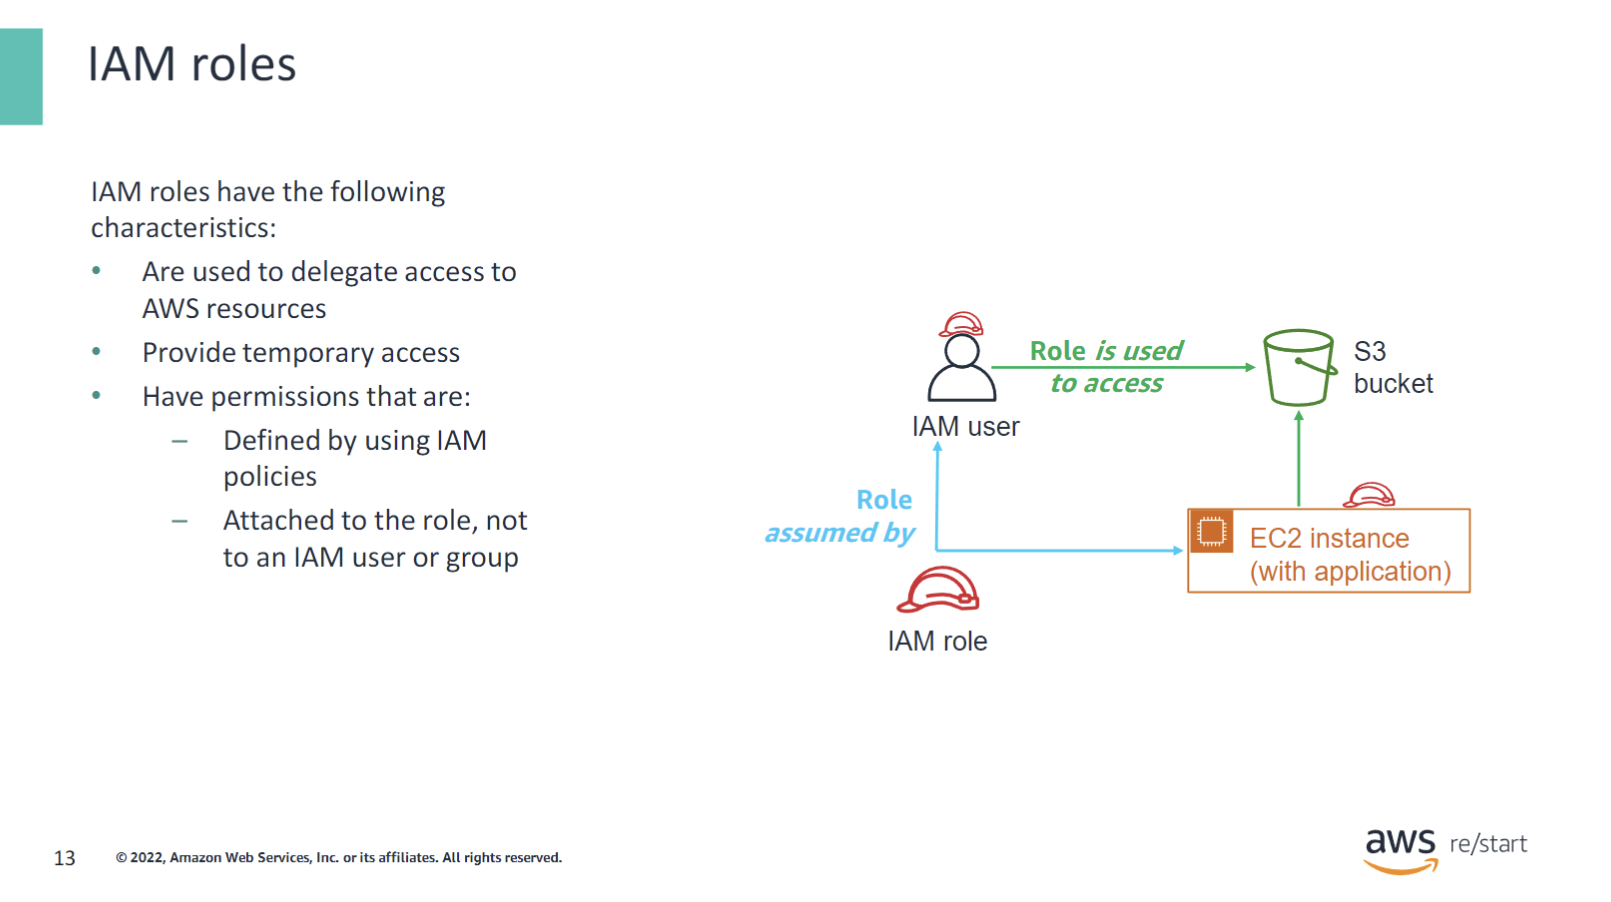 IAM roles
IAM roles have the following
characteristics:
• Are used to delegate access to
AWS resources
• Provide temporary access
• Have permissions that are:
– Defined by using IAM
policies
– Attached to the role, not
to an IAM user or group
Role is used
to access
S3
bucket
IAM user
Role
assumed by
EC2 instance
(with application)
IAM role
13
© 2022, Amazon Web Services, Inc. or its affiliates. All rights reserved.
aws re/start